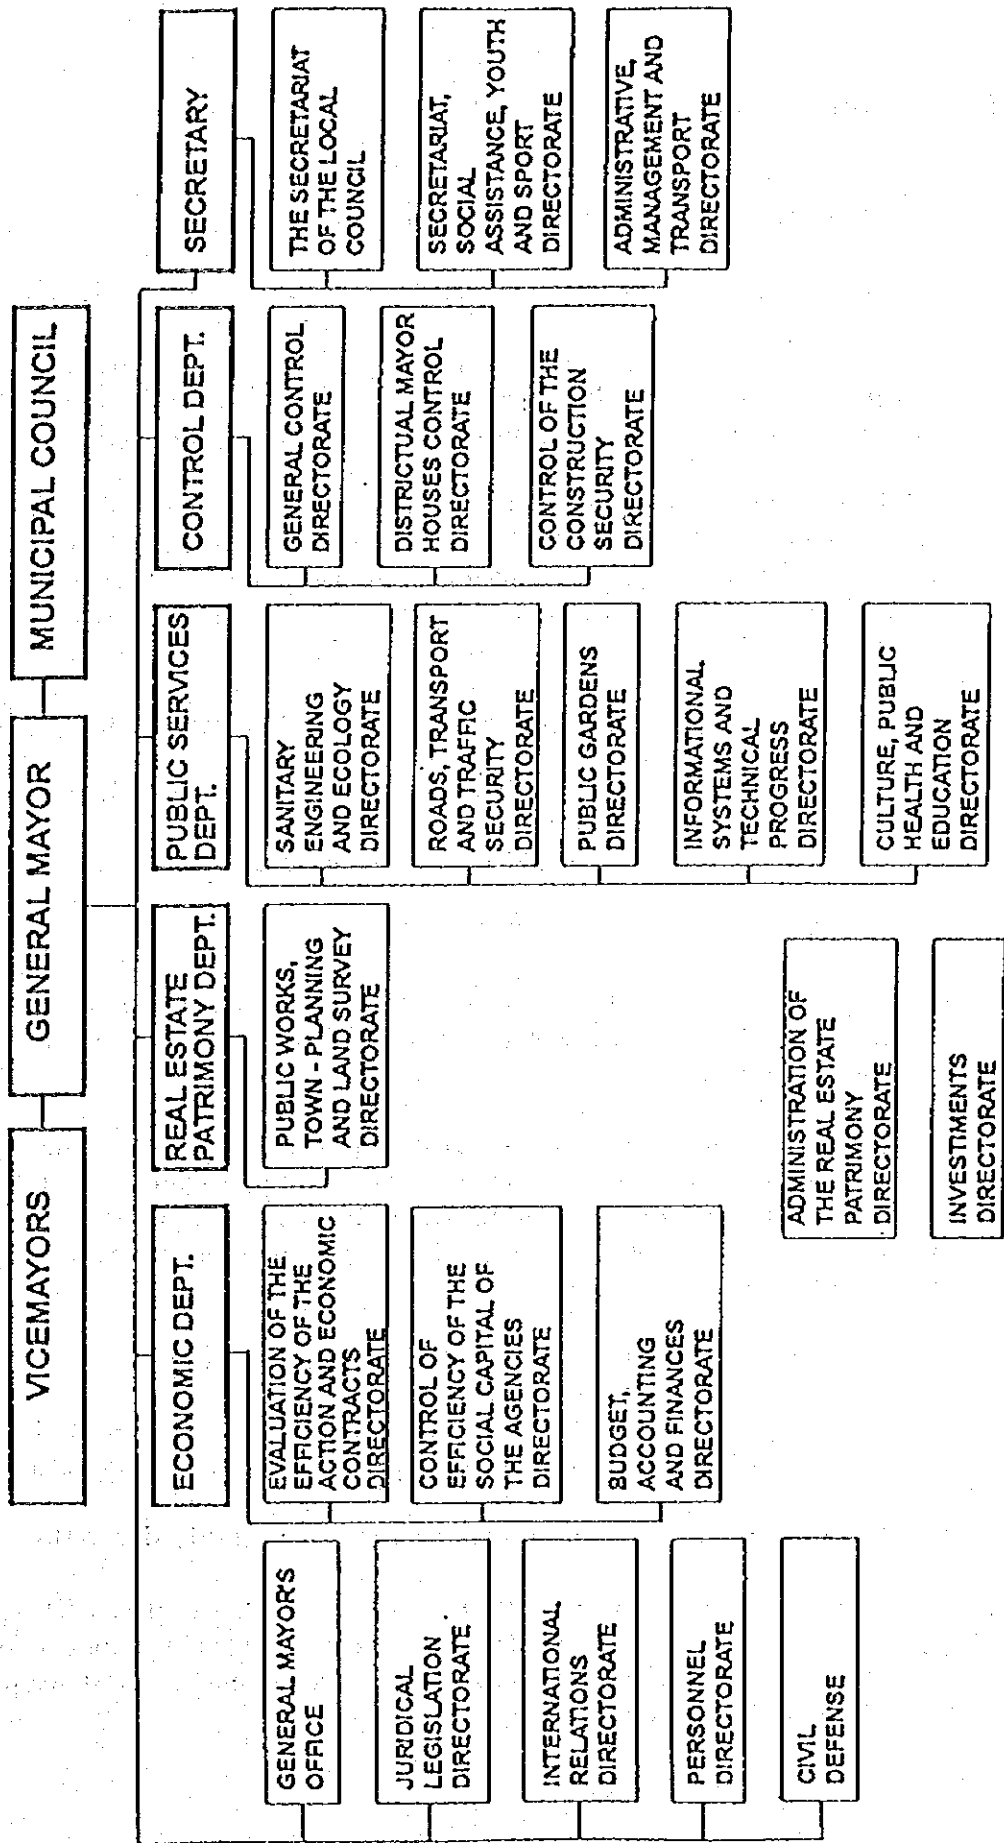 VICEMAYORS
GENERAL MAYOR
MUNICIPAL COUNCIL
ECONOMIC DEPT.
REAL ESTATE
PATRIMONY DEPT.
PUBLIC SERVICES
DEPT.
CONTROL DEPT.
SECRETARY
GENERAL MAYOR'S
OFFICE
JURIDICAL
LEGISLATION
DIRECTORATE
INTERNATIONAL
RELATIONS
DIRECTORATE
PERSONNEL
DIRECTORATE
CIVIL
DEFENSE
EVALUATION OF THE
EFFICIENCY OF THE
ACTION AND ECONOMIC
CONTRACTS
DIRECTORATE
CONTROL OF
EFFICIENCY OF THE
SOCIAL CAPITAL OF
THE AGENCIES
DIRECTORATE
BUDGET,
ACCOUNTING
AND FINANCES
DIRECTORATE
PUBLIC WORKS,
TOWN - PLANNING
AND LAND SURVEY
DIRECTORATE
ADMINISTRATION OF
THE REAL ESTATE
PATRIMONY
DIRECTORATE
INVESTMENTS
DIRECTORATE
SANITARY
ENGINEERING
AND ECOLOGY
DIRECTORATE
ROADS, TRANSPORT
AND TRAFFIC
SECURITY
DIRECTORATE
PUBLIC GARDENS
DIRECTORATE
INFORMATIONAL
SYSTEMS AND
TECHNICAL
PROGRESS
DIRECTORATE
CULTURE, PUBLIC
HEALTH AND
EDUCATION
DIRECTORATE
GENERAL CONTROL
DIRECTORATE
DISTRICTUAL MAYOR
HOUSES CONTROL
DIRECTORATE
CONTROL OF THE
CONSTRUCTION
SECURITY
DIRECTORATE
THE SECRETARIAT
OF THE LOCAL
COUNCIL
SECRETARIAT,
SOCIAL
ASSISTANCE, YOUTH
AND SPORT
DIRECTORATE
ADMINISTRATIVE,
MANAGEMENT AND
TRANSPORT
DIRECTORATE